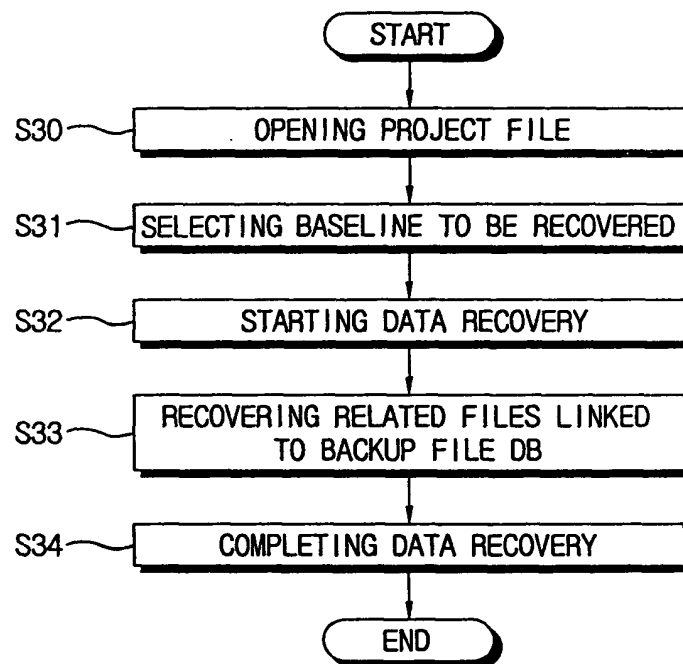 START
S30
OPENING PROJECT FILE
S31
SELECTING BASELINE TO BE RECOVERED
S32
STARTING DATA RECOVERY
S33
RECOVERING RELATED FILES LINKED
TO BACKUP FILE DB
S34
COMPLETING DATA RECOVERY
END